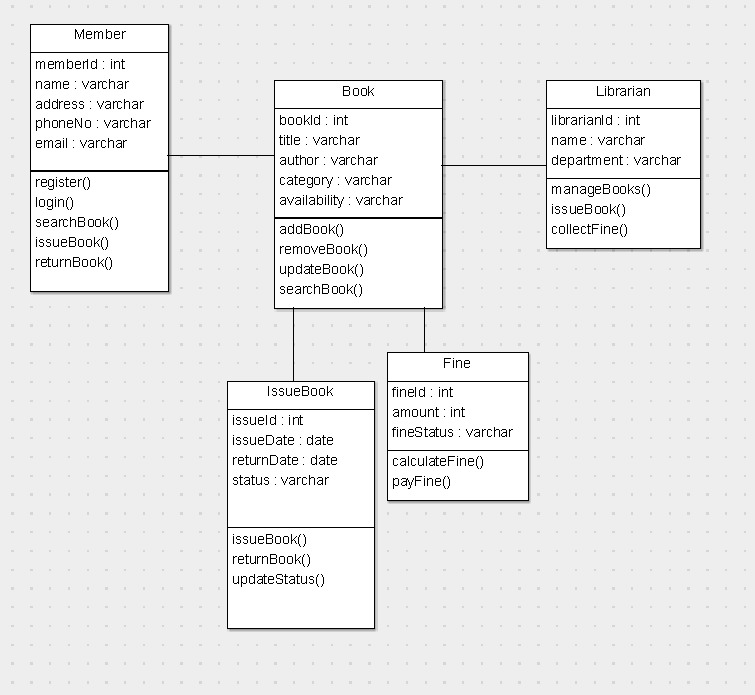 Member
memberId : int
name : varchar
address : varchar
phoneNo : varchar
email : varchar
register()
login()
searchBook()
issueBook()
returnBook()
Book
bookId : int
title : varchar
author : varchar
category : varchar
availability : varchar
addBook()
removeBook()
updateBook()
searchBook()
Librarian
librarianId : int
name : varchar
department : varchar
manageBooks()
issueBook()
collectFine()
IssueBook
issueId : int
issueDate : date
returnDate : date
status : varchar
issueBook()
returnBook()
updateStatus()
Fine
fineId : int
amount : int
fineStatus : varchar
calculateFine()
payFine()